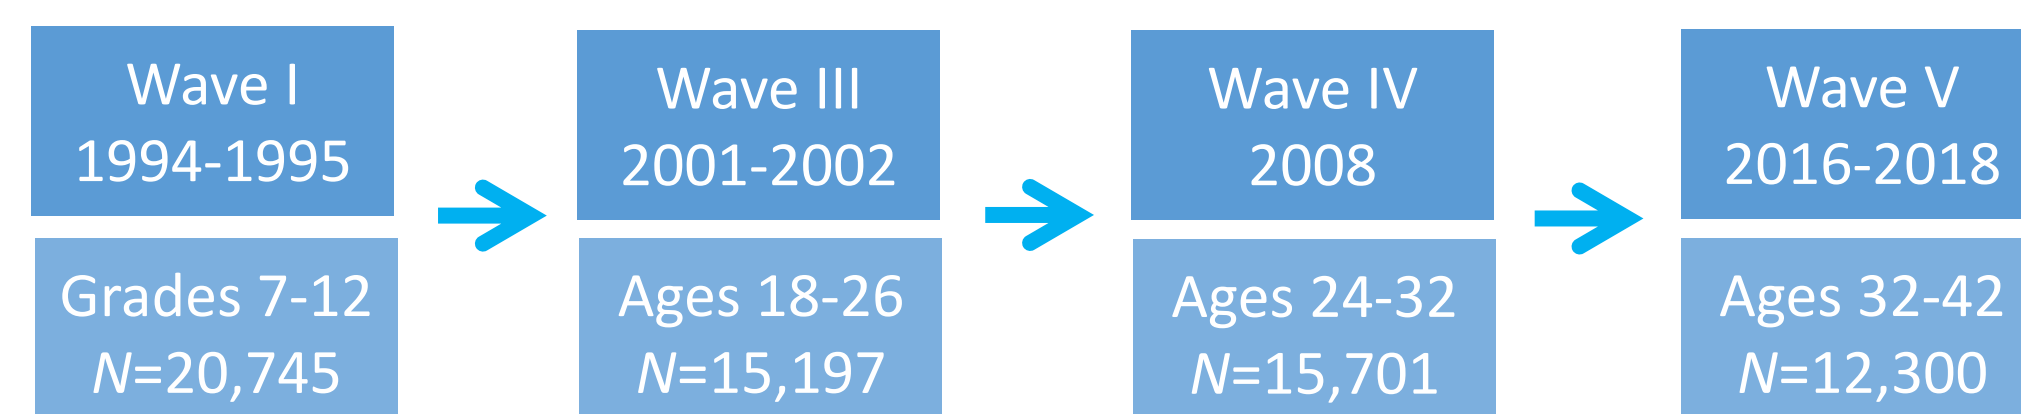 Wave I
1994-1995
Grades 7-12
N=20,745
Wave III
2001-2002
Ages 18-26
N=15,197
Wave IV
2008
Ages 24-32
N=15,701
Wave V
2016-2018
Ages 32-42
N=12,300